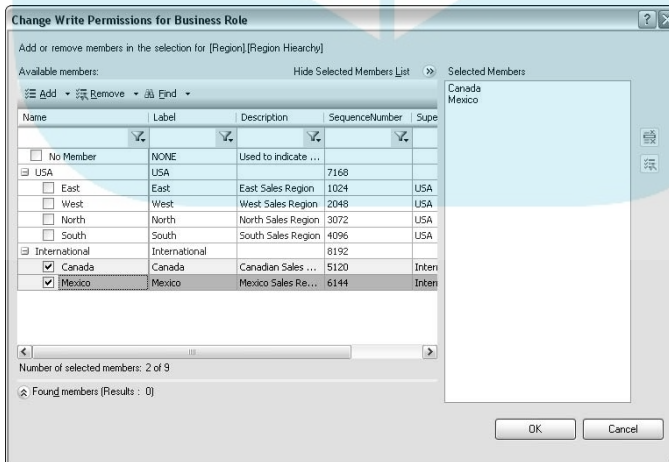 Change Write Permissions for Business Role
Add or remove members in the selection for [Region].[Region Hiearchy]
Available members: Hide Selected Members List Selected Members
Add Remove Find
Name Label Description SequenceNumber Supe
No Member NONE Used to indicate ...
USA USA 7168
East East East Sales Region 1024 USA
West West West Sales Region 2048 USA
North North North Sales Region 3072 USA
South South South Sales Region 4096 USA
International International 8192
Canada Canada Canadian Sales ... 5120 Inter
Mexico Mexico Mexico Sales Re... 6144 Inter
Canada
Mexico
Number of selected members: 2 of 9
Found members (Results : 0)
OK Cancel